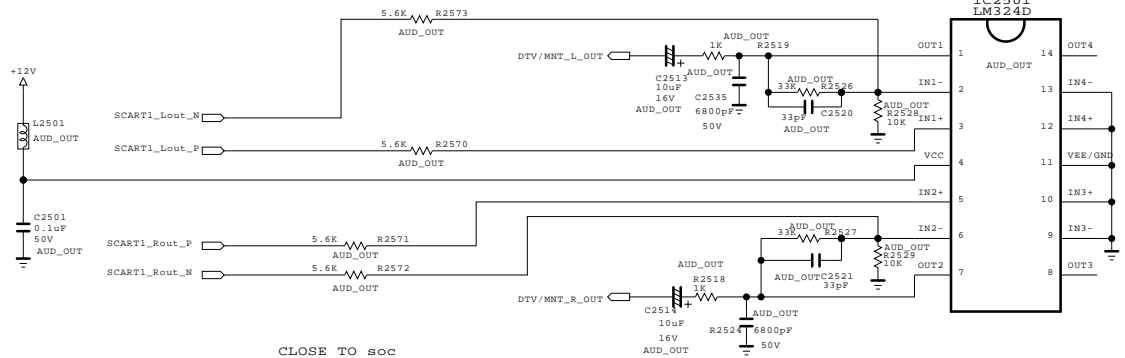 IC2501
LM324D
5.6K R2573
AUD_OUT
DTV/MNT_L_OUT
1K
AUD_OUT
R2519
AUD_OUT
C2513
10uF
16V
AUD_OUT
C2535
6800pF
50V
AUD_OUT
33K R2526
33pF C2520
AUD_OUT
AUD_OUT
R2528
10K
OUT1
IN1-
IN1+
VCC
IN2+
IN2-
OUT2
1
2
3
4
5
6
7
AUD_OUT
14
13
12
11
10
9
8
OUT4
IN4-
IN4+
VEE/GND
IN3+
IN3-
OUT3
+12V
L2501
AUD_OUT
SCART1_Lout_N
SCART1_Lout_P
5.6K R2570
AUD_OUT
C2501
0.1uF
50V
AUD_OUT
SCART1_Rout_P
5.6K R2571
SCART1_Rout_N
5.6K R2572
AUD_OUT
AUD_OUT
33K R2527
AUD_OUT C2521
33pF
AUD_OUT
R2529
10K
AUD_OUT
R2518
1K
DTV/MNT_R_OUT
C2514
10uF
16V
AUD_OUT
AUD_OUT
R2524 6800pF
50V
CLOSE TO soc